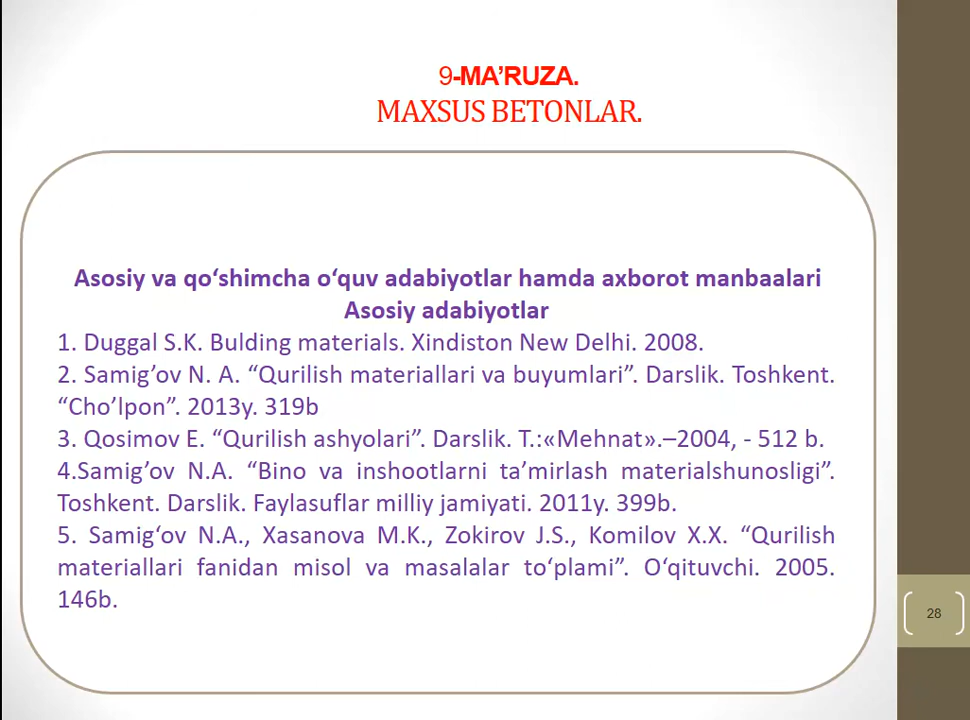 9-MA’RUZA.
MAXSUS BETONLAR.
Asosiy va qo‘shimcha o‘quv adabiyotlar hamda axborot manbaalari
Asosiy adabiyotlar
1. Duggal S.K. Bulding materials. Xindiston New Delhi. 2008.
2. Samig’ov N. A. “Qurilish materiallari va buyumlari”. Darslik. Toshkent.
“Cho’lpon”. 2013y. 319b
3. Qosimov E. “Qurilish ashyolari”. Darslik. T.:«Mehnat».–2004, - 512 b.
4.Samig’ov N.A. “Bino va inshootlarni ta’mirlash materialshunosligi”.
Toshkent. Darslik. Faylasuflar milliy jamiyati. 2011y. 399b.
5. Samig‘ov N.A., Xasanova M.K., Zokirov J.S., Komilov X.X. “Qurilish
materiallari fanidan misol va masalalar to‘plami”. O‘qituvchi. 2005.
146b.
28